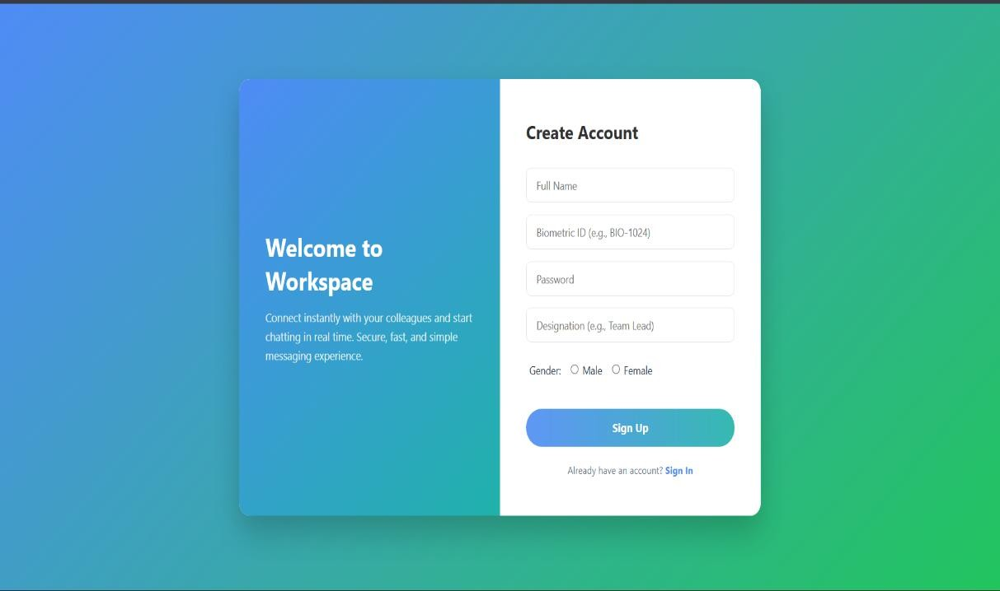 Welcome to
Workspace
Connect instantly with your colleagues and start
chatting in real time. Secure, fast, and simple
messaging experience.
Create Account
Full Name
Biometric ID (e.g., BIO-1024)
Password
Designation (e.g., Team Lead)
Gender: Male Female
Sign Up
Already have an account? Sign In